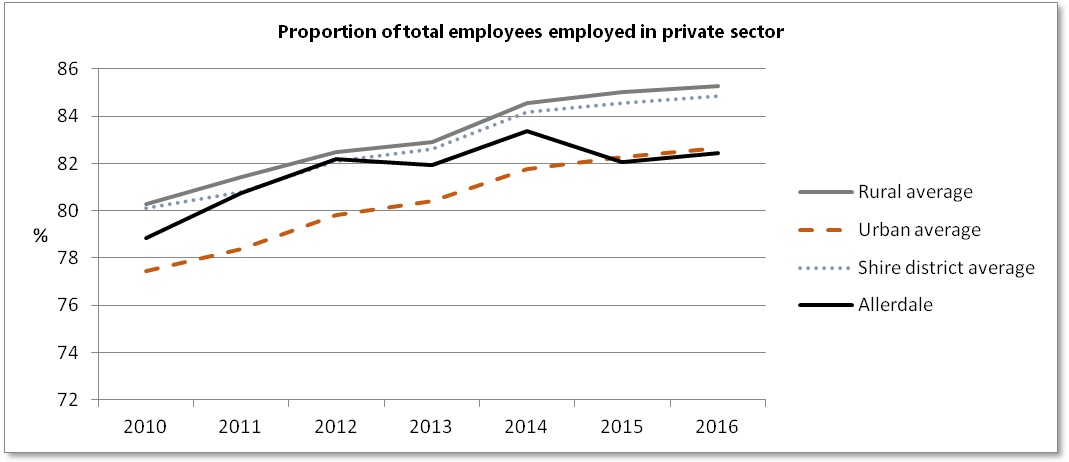 Proportion of total employees employed in private sector
86
84
82
80
78
76
74
72
%
2010 2011 2012 2013 2014 2015 2016
Rural average
Urban average
Shire district average
Allerdale